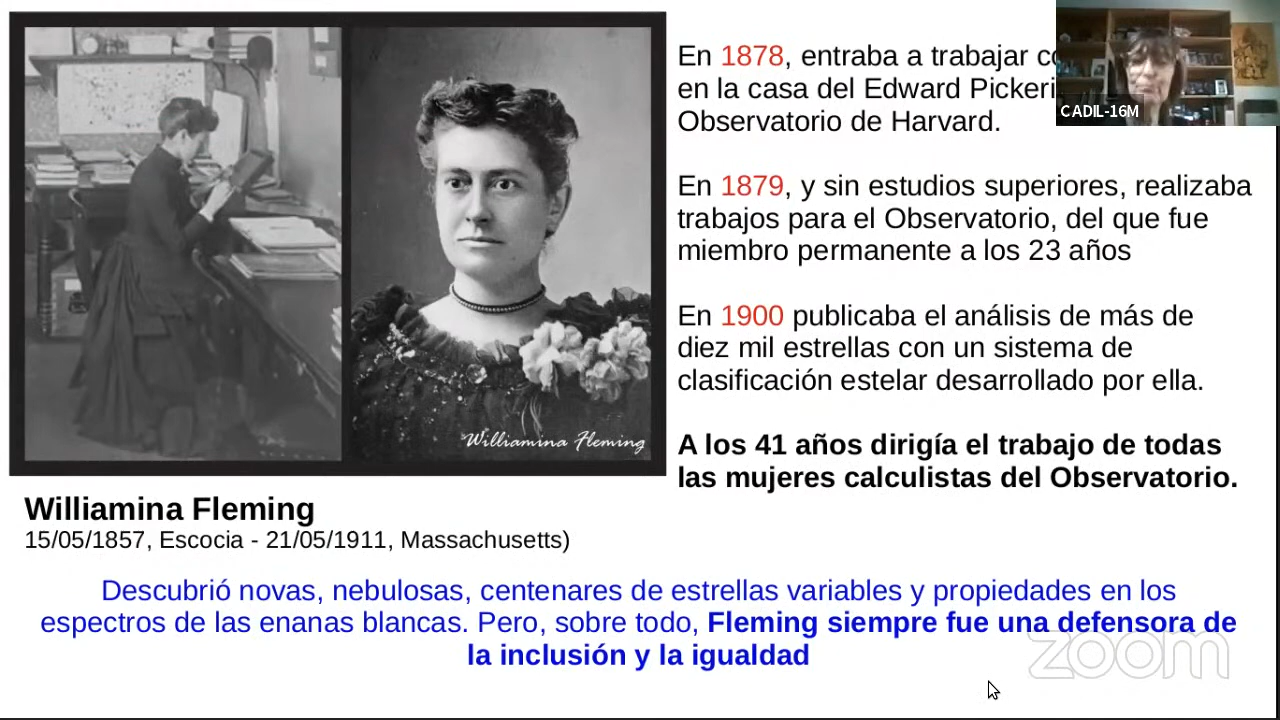 En 1878, entraba a trabajar
en la casa del Edward
Observatorio de Harvard.
CADIL-16M
En 1879, y sin estudios superiores, realizaba
trabajos para el Observatorio, del que fue
miembro permanente a los 23 años
En 1900 publicaba el análisis de más de
diez mil estrellas con un sistema de
clasificación estelar desarrollado por ella.
A los 41 años dirigía el trabajo de todas
las mujeres calculistas del Observatorio.
Williamina Fleming
Williamina Fleming
15/05/1857, Escocia - 21/05/1911, Massachusetts)
Descubrió novas, nebulosas, centenares de estrellas variables y propiedades en los
espectros de las enanas blancas. Pero, sobre todo, Fleming siempre fue una defensora de
la inclusión y la igualdad
zoom